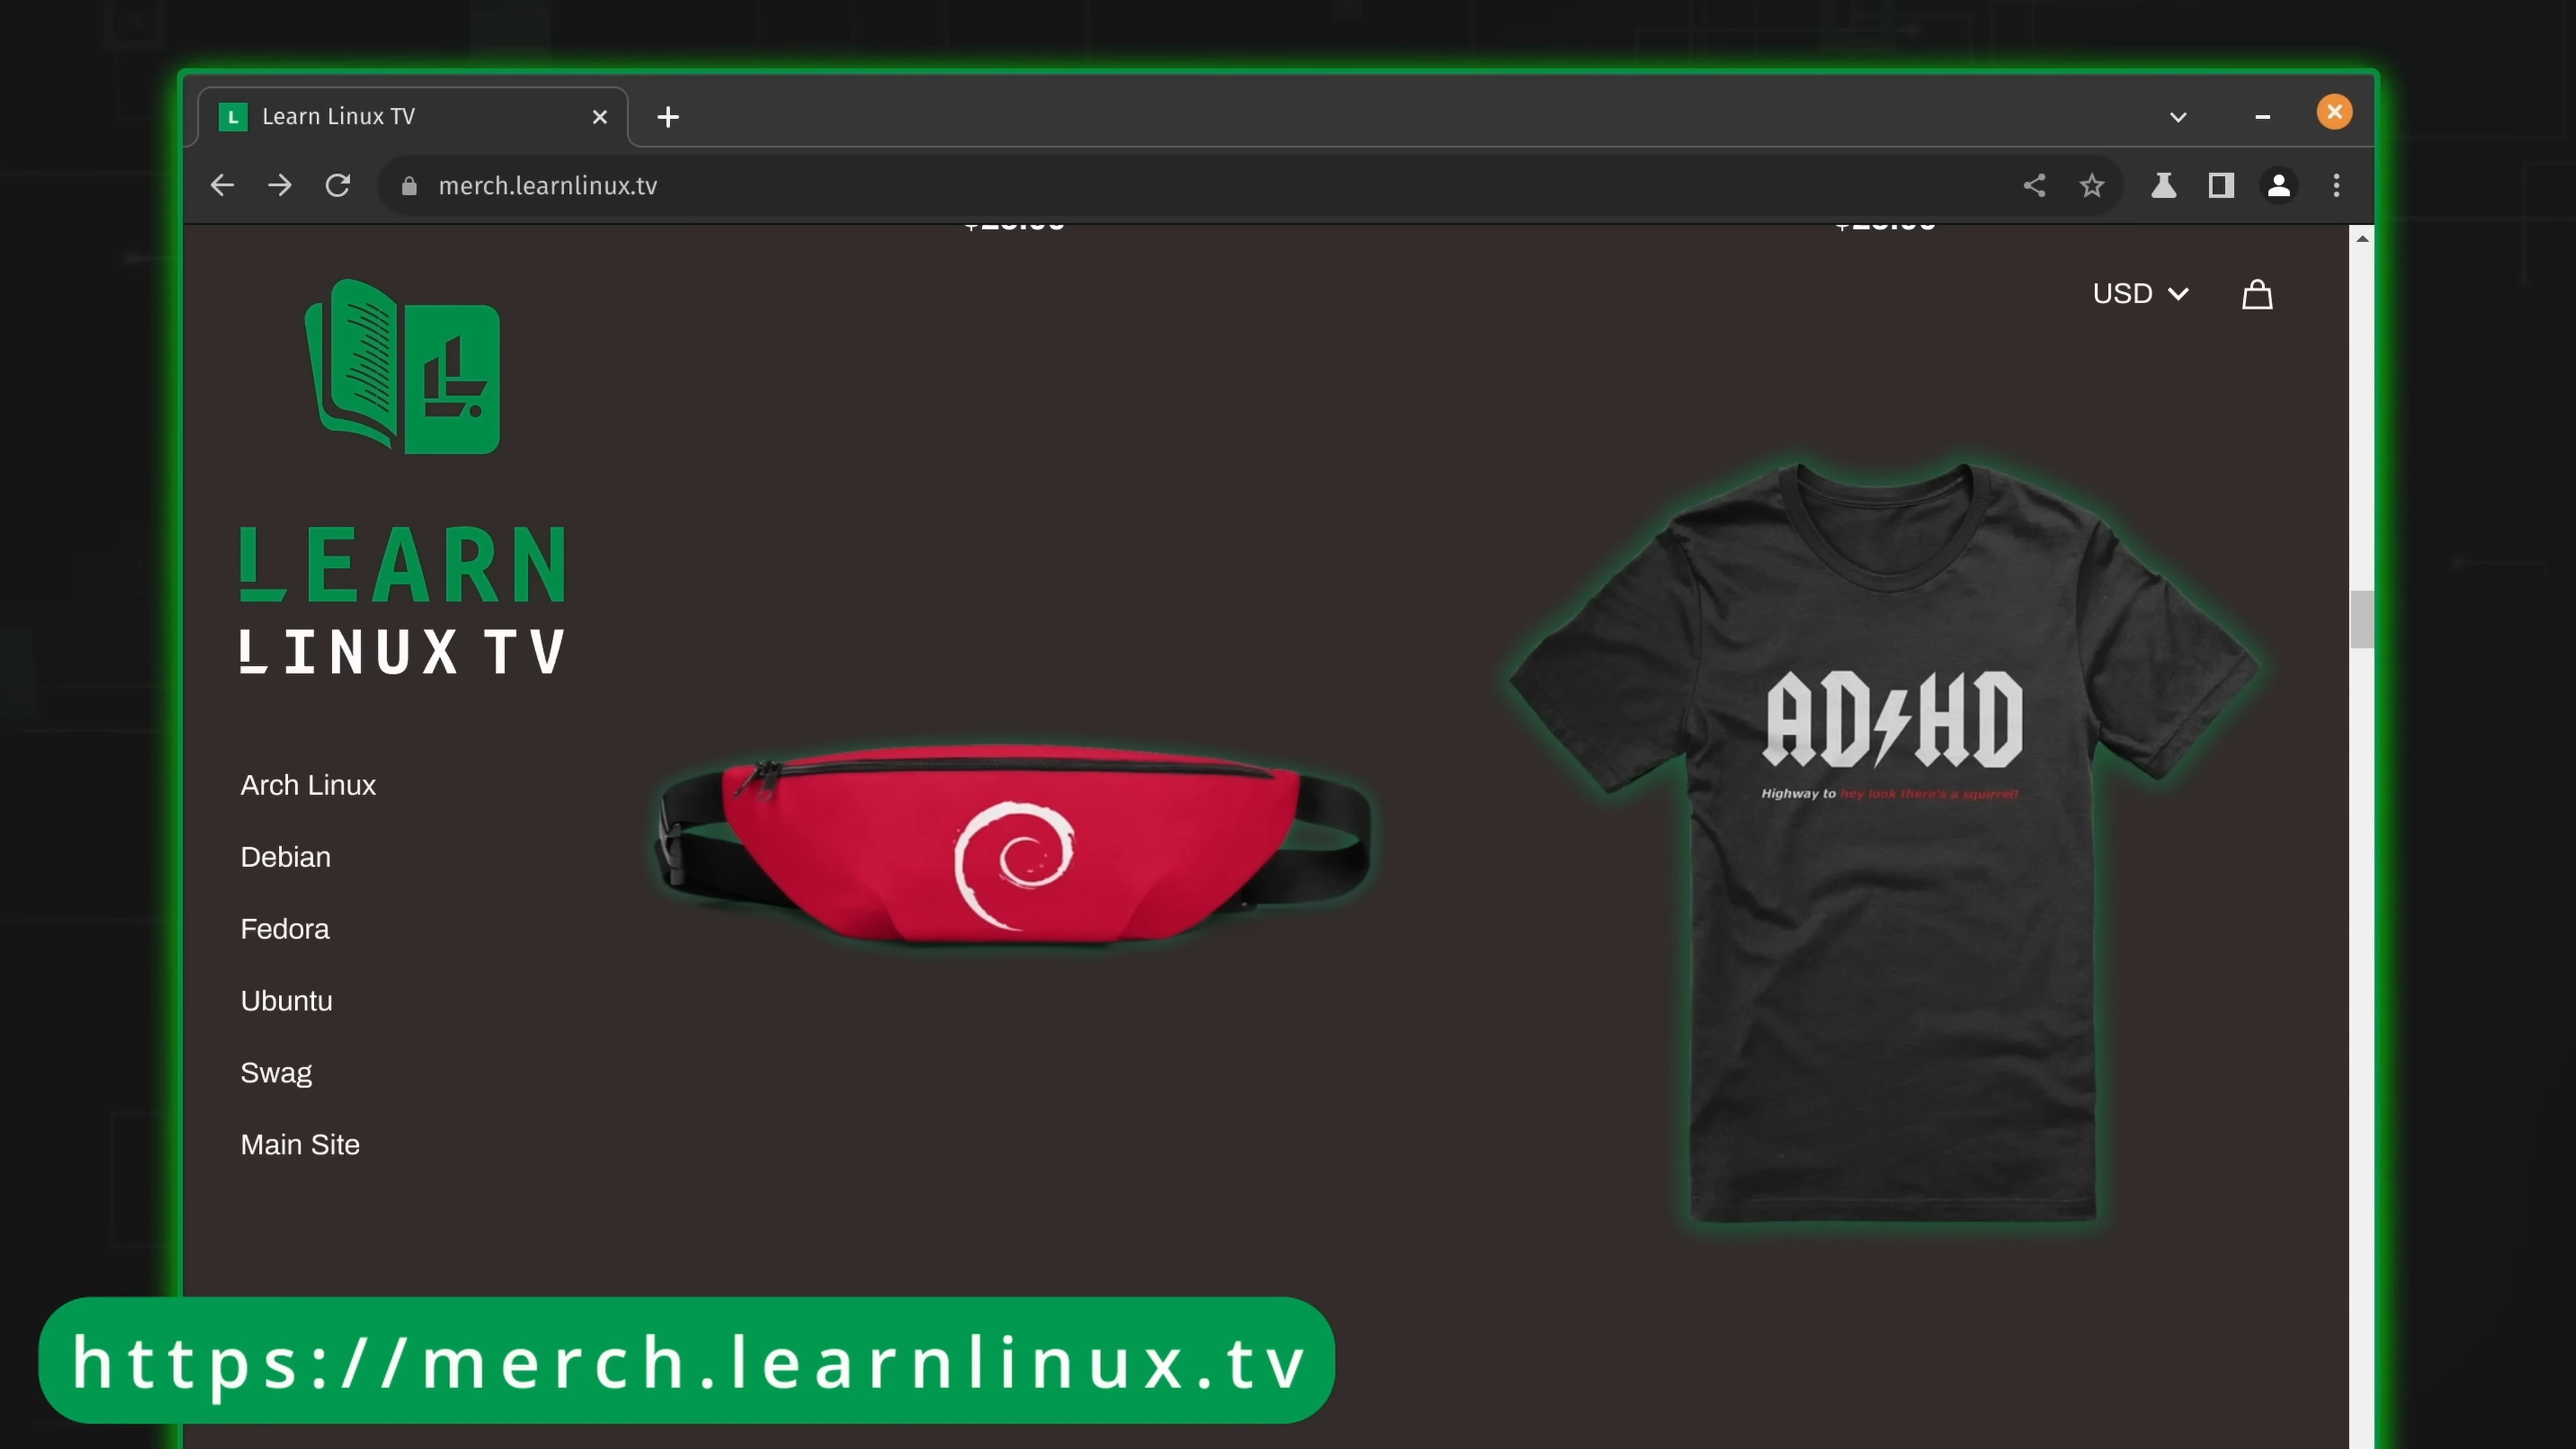 L Learn Linux TV
merch.learnlinux.tv
USD
LEARN
LINUX TV
Arch Linux
Debian
Fedora
Ubuntu
Swag
Main Site
AD⚡HD
Highway to hey look there's a squirrel!
https://merch.learnlinux.tv